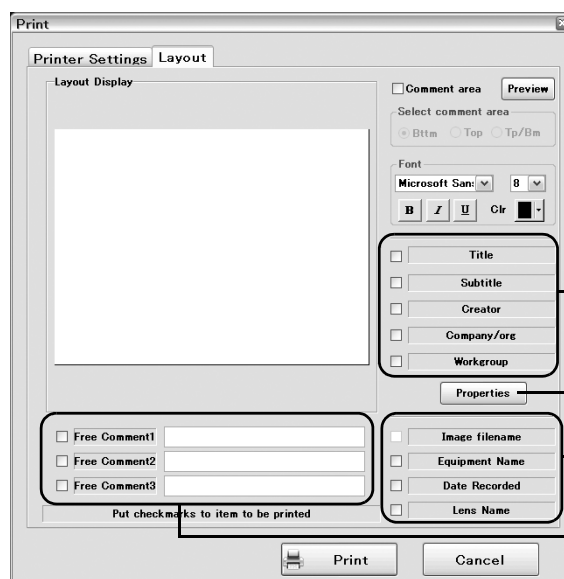 Print
Printer Settings Layout
Layout Display
Comment area Preview
Select comment area
Bttm Top Tp/Bm
Font
Microsoft San: 8
B I U Clr
Title
Subtitle
Creator
Company/org
Workgroup
Properties
Free Comment1
Free Comment2
Free Comment3
Image filename
Equipment Name
Date Recorded
Lens Name
Put checkmarks to item to be printed
Print Cancel